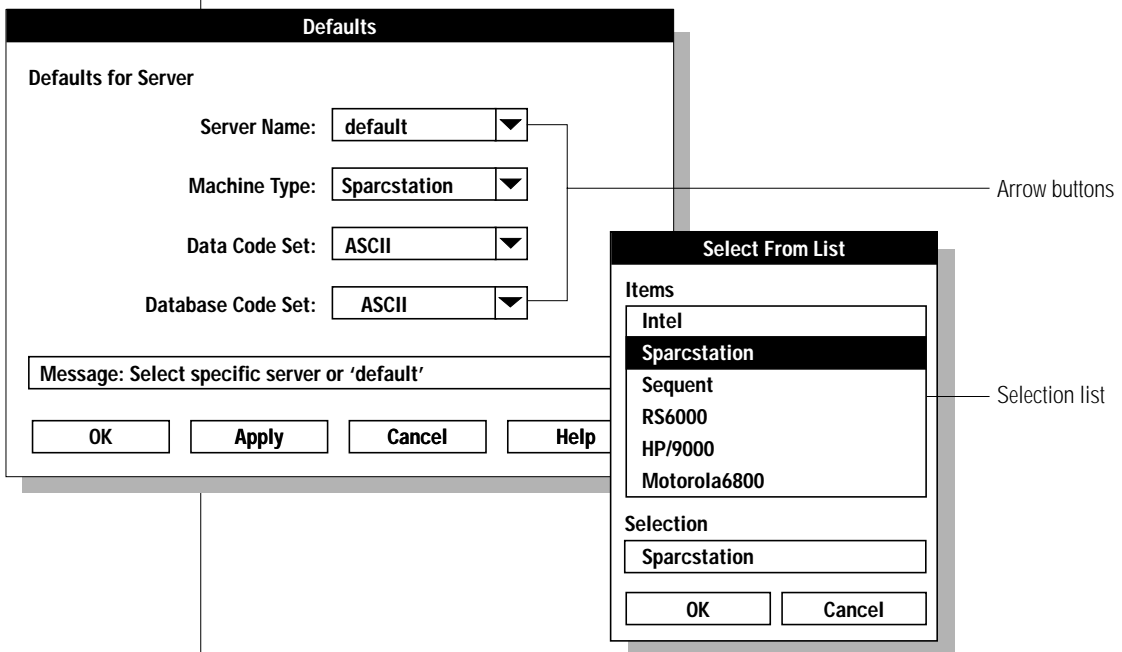 Defaults
Defaults for Server
Server Name: default
Machine Type: Sparcstation
Data Code Set: ASCII
Database Code Set: ASCII
Message: Select specific server or ‘default’
OK Apply Cancel Help
Arrow buttons
Select From List
Items
Intel
Sparcstation
Sequent
RS6000
HP/9000
Motorola6800
Selection list
Selection
Sparcstation
OK Cancel